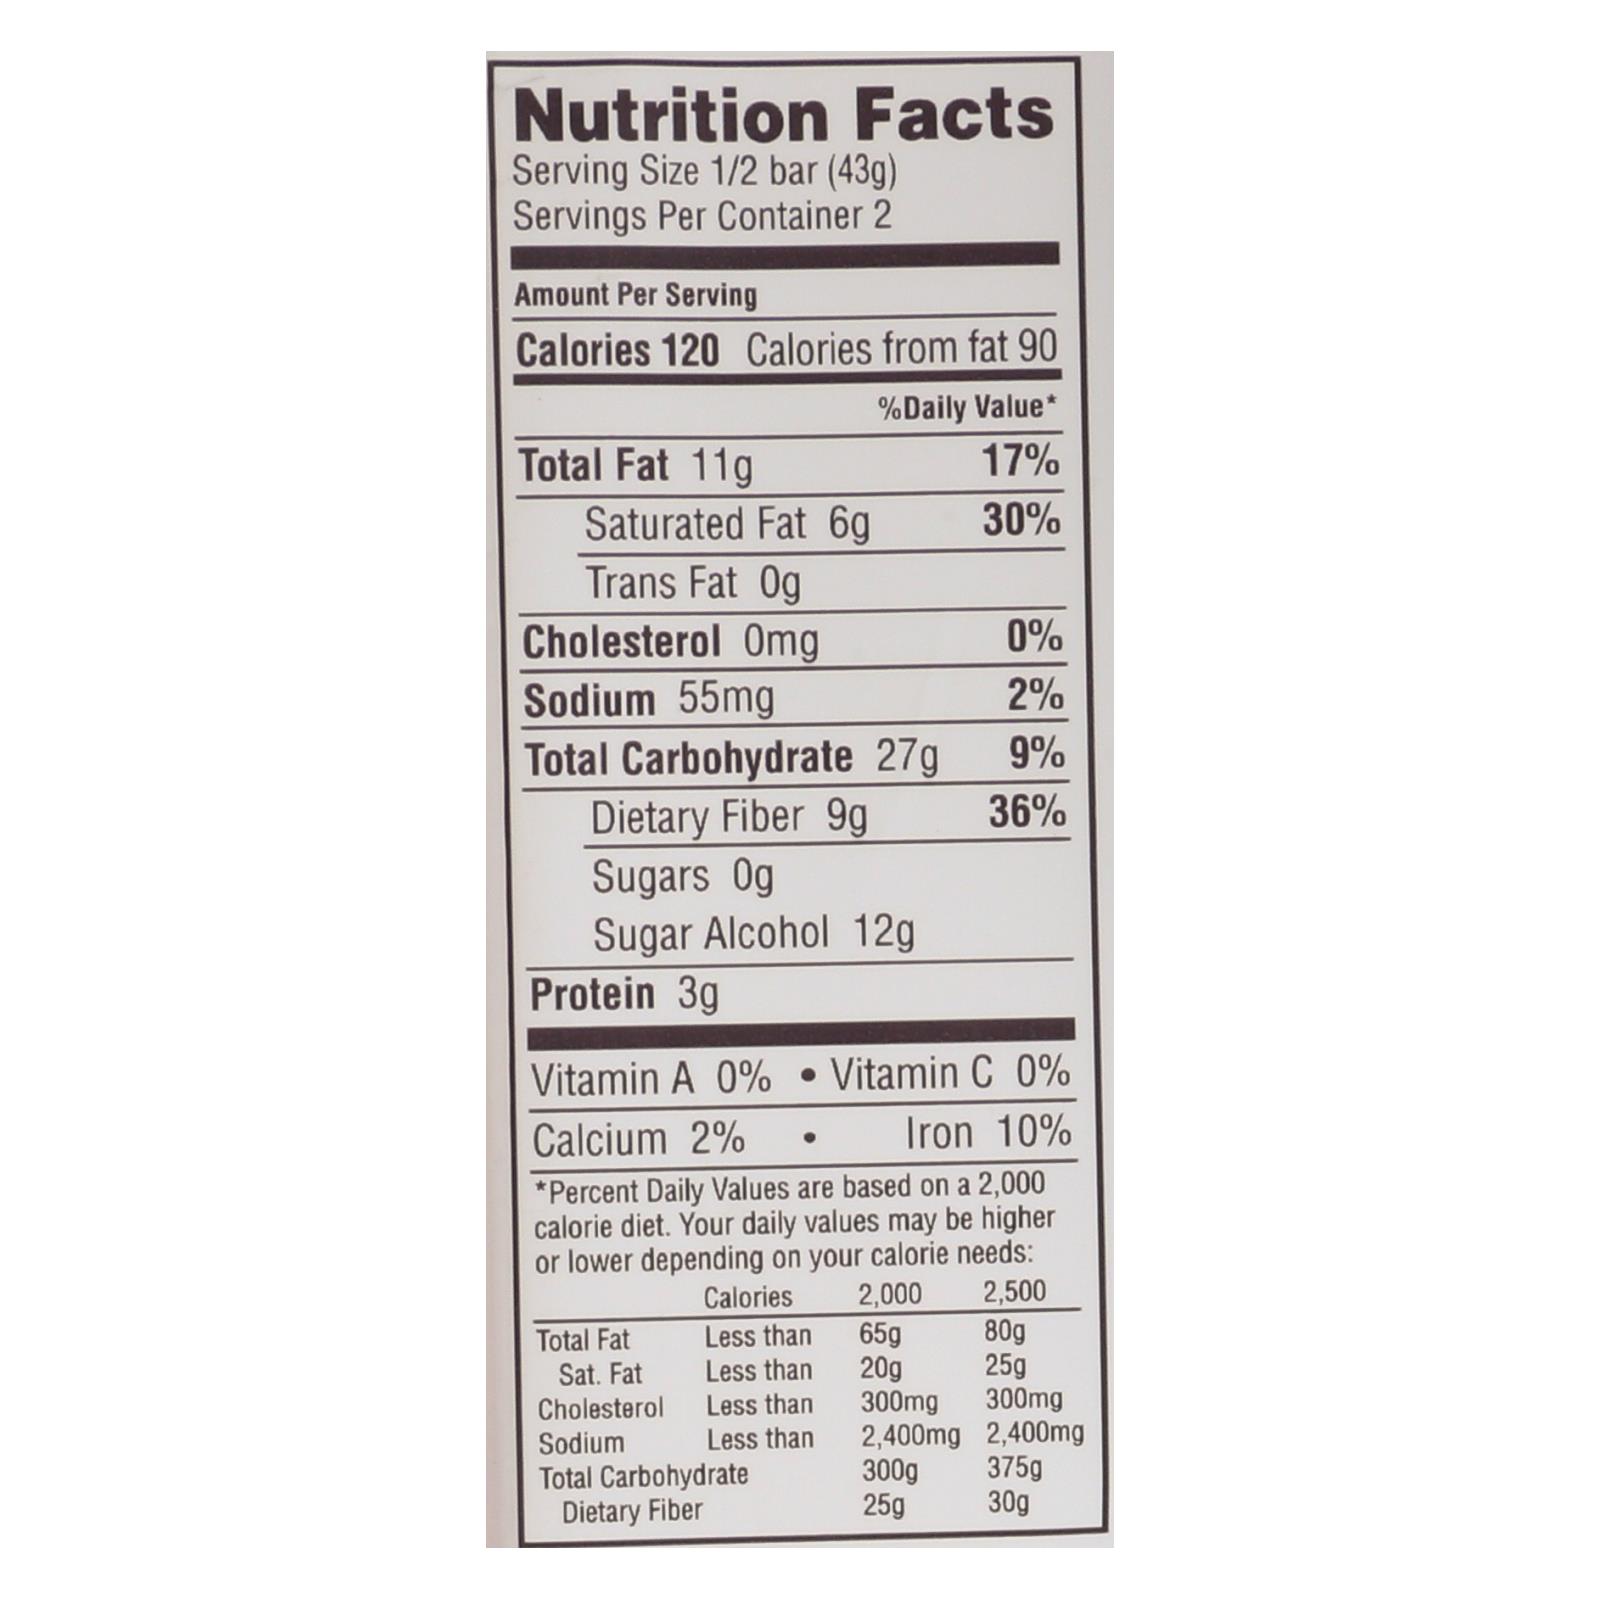 Nutrition Facts
Serving Size 1/2 bar (43g)
Servings Per Container 2
Amount Per Serving
Calories 120 Calories from fat 90
%Daily Value*
Total Fat 11g 17%
Saturated Fat 6g 30%
Trans Fat 0g
Cholesterol 0mg 0%
Sodium 55mg 2%
Total Carbohydrate 27g 9%
Dietary Fiber 9g 36%
Sugars 0g
Sugar Alcohol 12g
Protein 3g
Vitamin A 0% • Vitamin C 0%
Calcium 2% • Iron 10%
*Percent Daily Values are based on a 2,000
calorie diet. Your daily values may be higher
or lower depending on your calorie needs:
Calories 2,000 2,500
Total Fat Less than 65g 80g
Sat. Fat Less than 20g 25g
Cholesterol Less than 300mg 300mg
Sodium Less than 2,400mg 2,400mg
Total Carbohydrate 300g 375g
Dietary Fiber 25g 30g